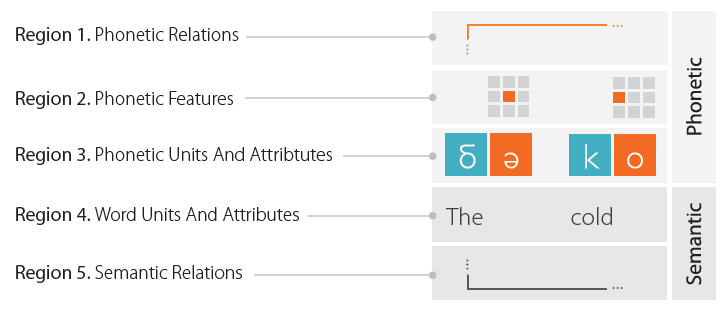 Region 1. Phonetic Relations
Region 2. Phonetic Features
Region 3. Phonetic Units And Attribtutes
Region 4. Word Units And Attributes
Region 5. Semantic Relations
...
δ ə k o
The cold
...
Phonetic
Semantic